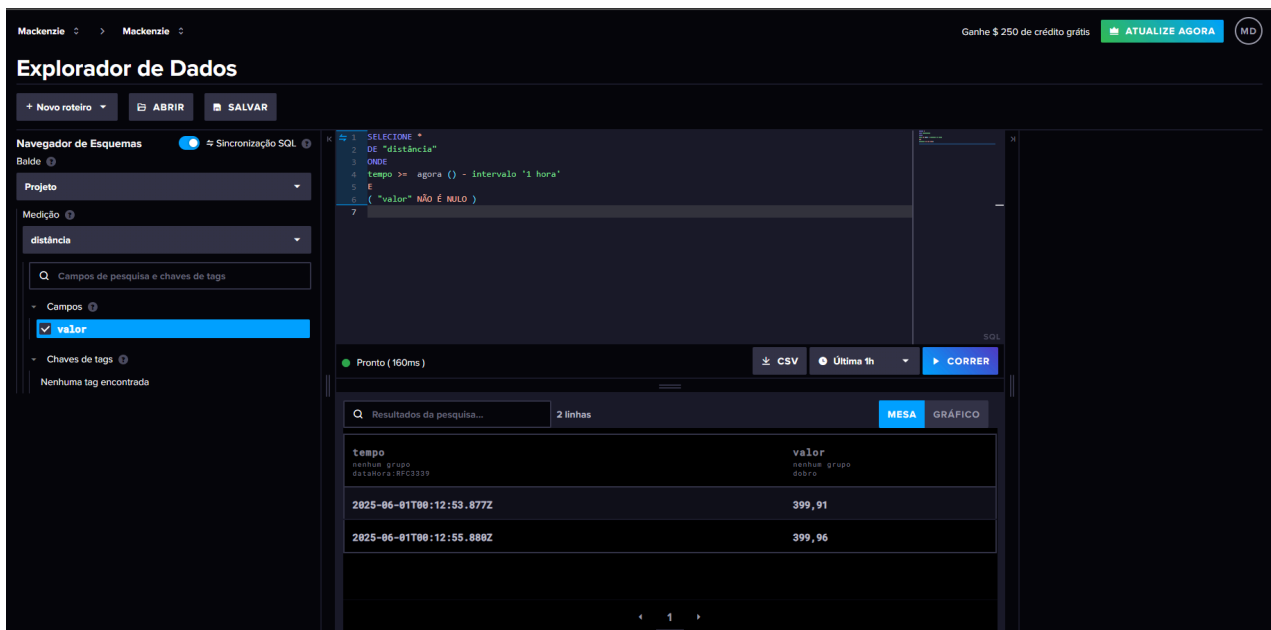 Mackenzie > Mackenzie
Ganhe $ 250 de crédito grátis
ATUALIZE AGORA
MD
Explorador de Dados
+ Novo roteiro
ABRIR
SALVAR
Navegador de Esquemas
Sincronização SQL
Balde
Projeto
Medição
distância
Campos de pesquisa e chaves de tags
Campos
valor
Chaves de tags
Nenhuma tag encontrada
1 SELECIONE *
2 DE "distância"
3 ONDE
4 tempo >= agora () - intervalo '1 hora'
5 E
6 ( "valor" NÃO É NULO )
7
SQL
Pronto ( 160ms )
CSV
Última 1h
CORRER
Resultados da pesquisa...
2 linhas
MESA
GRÁFICO
tempo valor
nenhum grupo nenhum grupo
dataHora:RFC3339 dobro
2025-06-01T00:12:53.877Z 399,91
2025-06-01T00:12:55.880Z 399,96
1